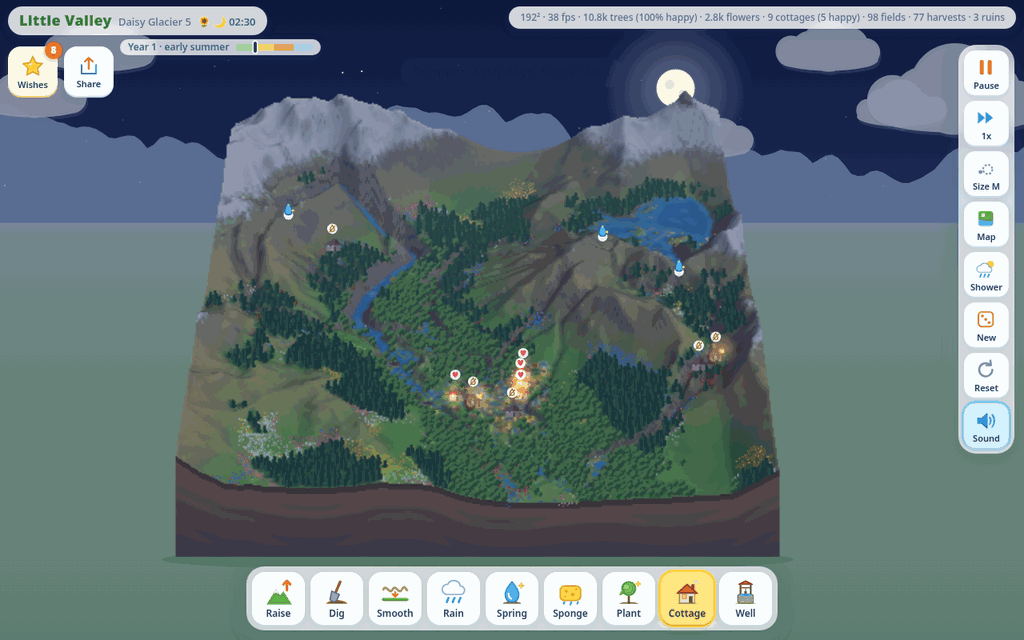 Little Valley Daisy Glacier 5 02:30
192² · 38 fps · 10.8k trees (100% happy) · 2.8k flowers · 9 cottages (5 happy) · 98 fields · 77 harvests · 3 ruins
Year 1 · early summer
8
Wishes
Share
Pause
1x
Size M
Map
Shower
New
Reset
Sound
Raise
Dig
Smooth
Rain
Spring
Sponge
Plant
Cottage
Well